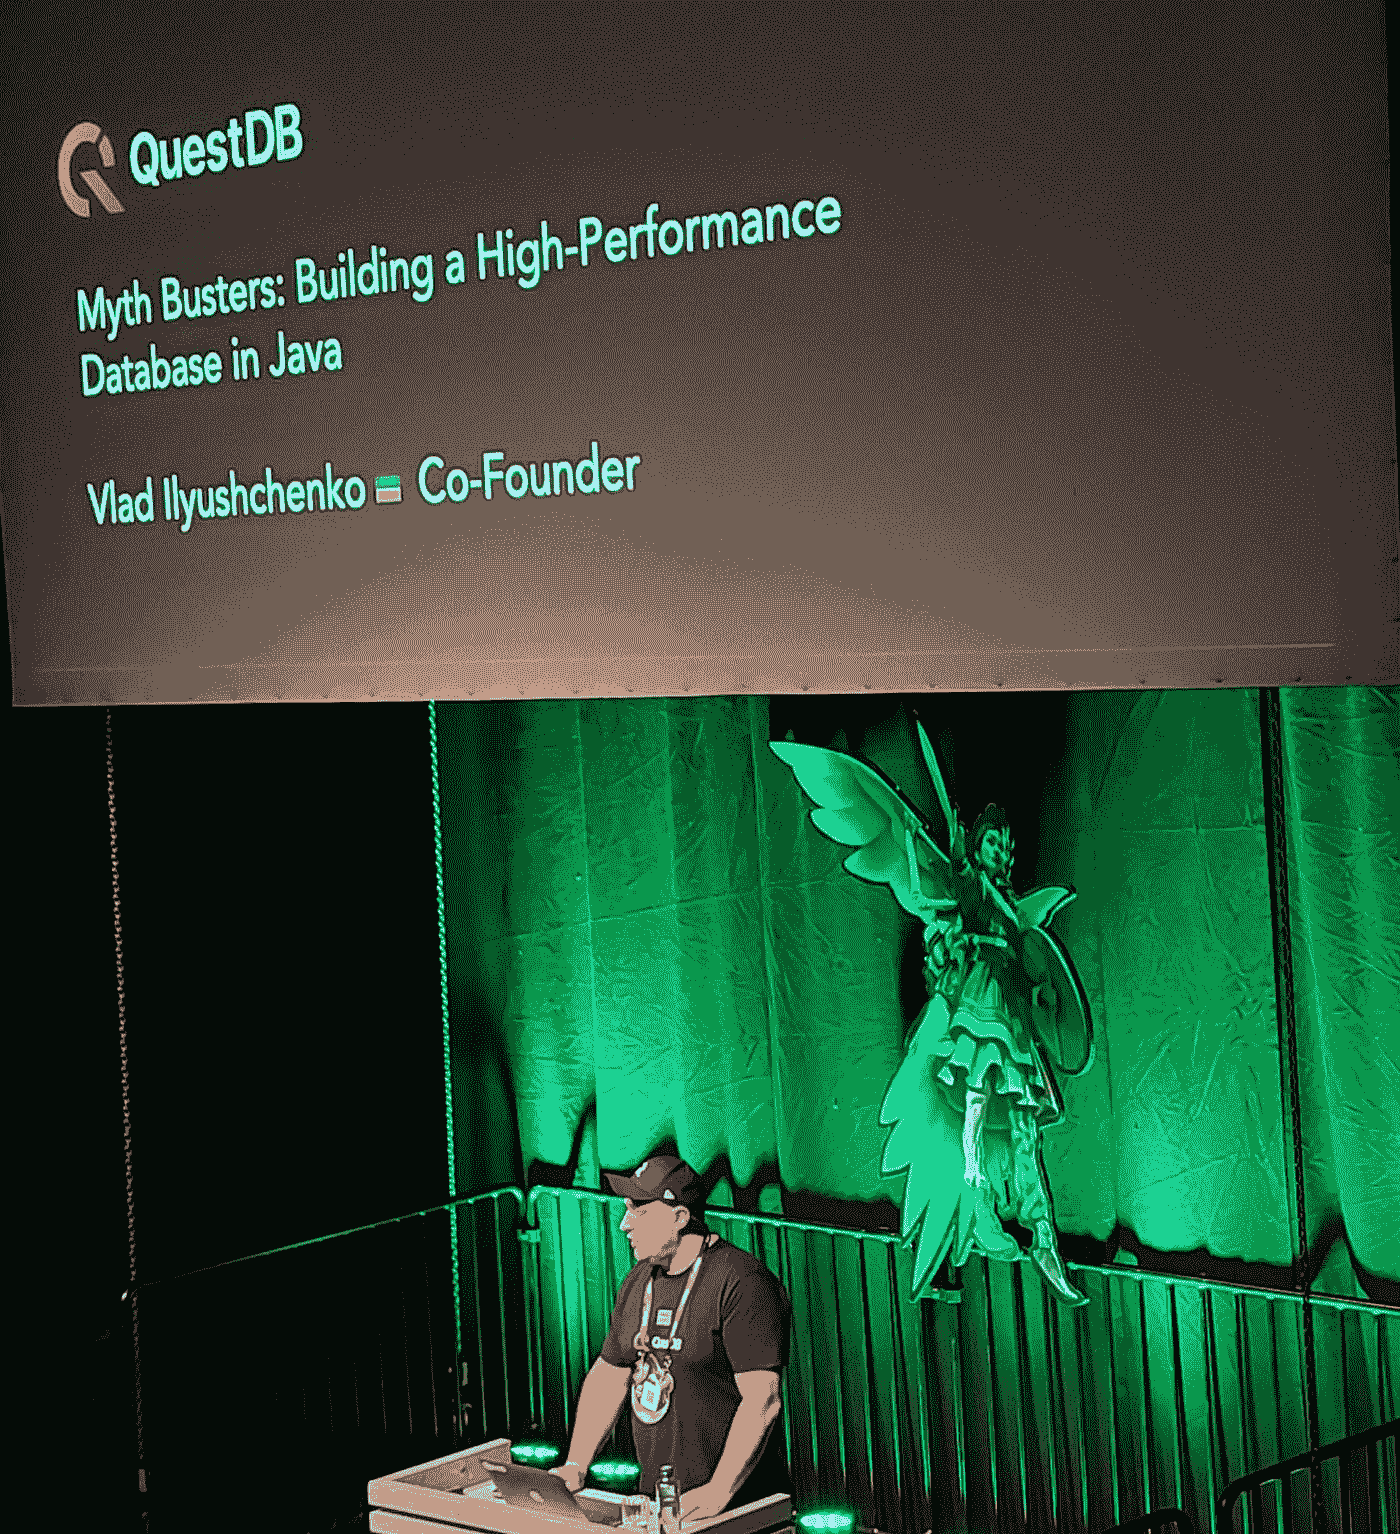 QuestDB
Myth Busters: Building a High-Performance
Database in Java
Vlad Ilyushchenko Co-Founder